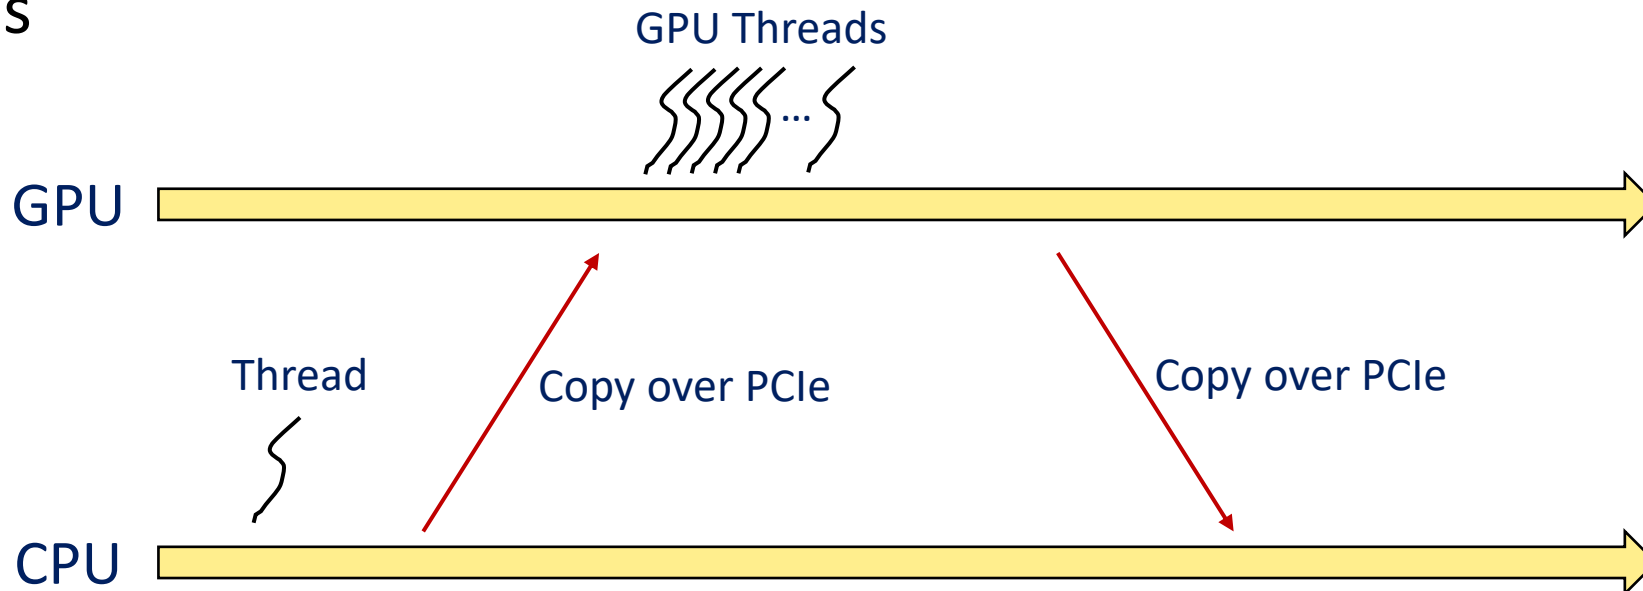 s
GPU Threads
...
GPU
Thread
Copy over PCIe
Copy over PCIe
CPU